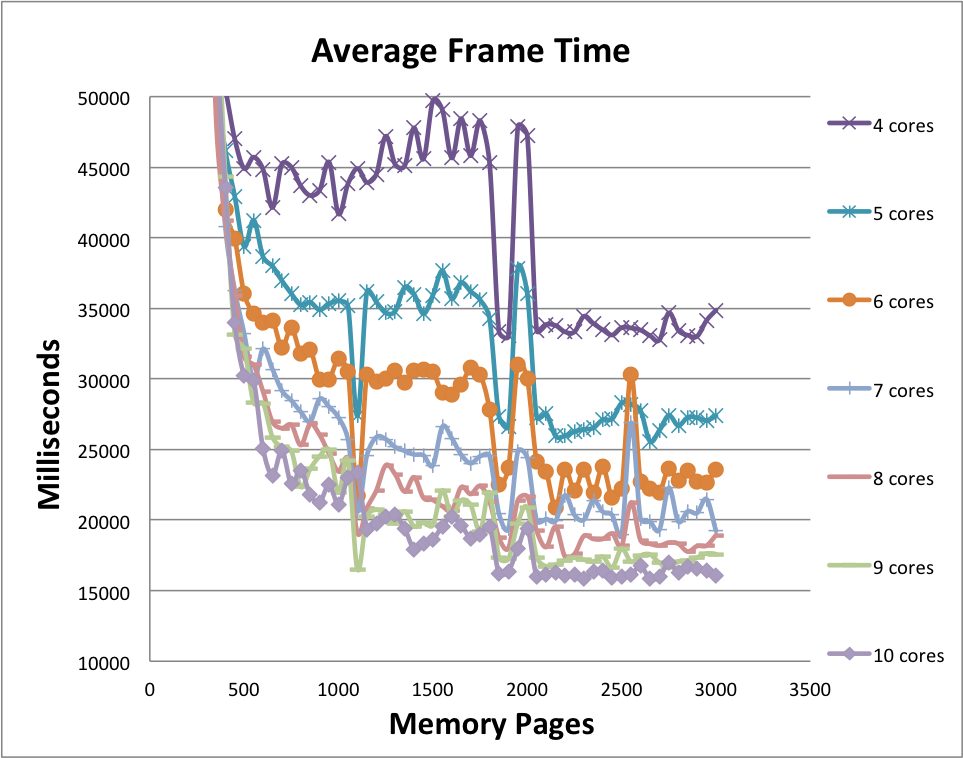 Average Frame Time
Milliseconds
50000
45000
40000
35000
30000
25000
20000
15000
10000
0
500
1000
1500
2000
2500
3000
3500
Memory Pages
4 cores
5 cores
6 cores
7 cores
8 cores
9 cores
10 cores